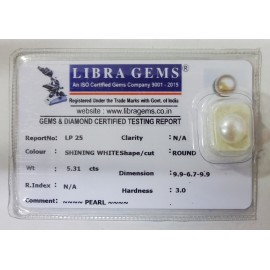 LIBRA GEMS
An ISO Certified Gems Company 9001 - 2015
Registered Under the Trade Marks with Govt. of India
website : www.libragems.co.in
GEMS & DIAMOND CERTIFIED TESTING REPORT
ReportNo: LP 25 Clarity : N/A
Colour : SHINING WHITE Shape/cut : ROUND
Wt : 5.31 cts Dimension : 9.9-6.7-9.9
R.Index : N/A Hardness : 3.0
Comment ~~~~ PEARL ~~~~